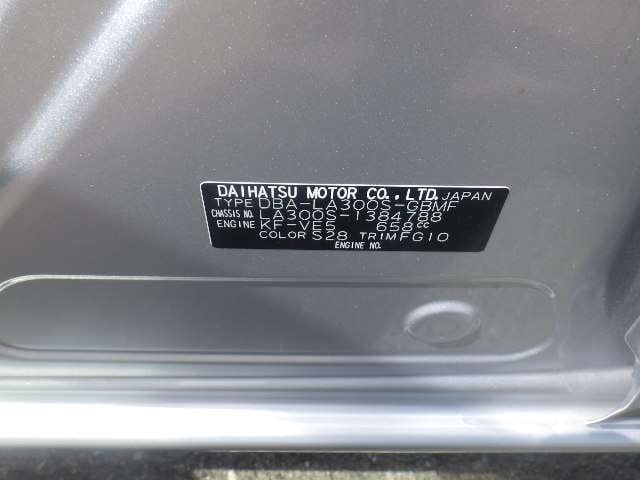 DAIHATSU MOTOR CO., LTD. JAPAN
TYPE DBA-LA300S-GBMF
CHASSIS NO. LA300S-1384788
ENGINE KF-VE5 658cc
COLOR S28 TRIM FG10
ENGINE NO.